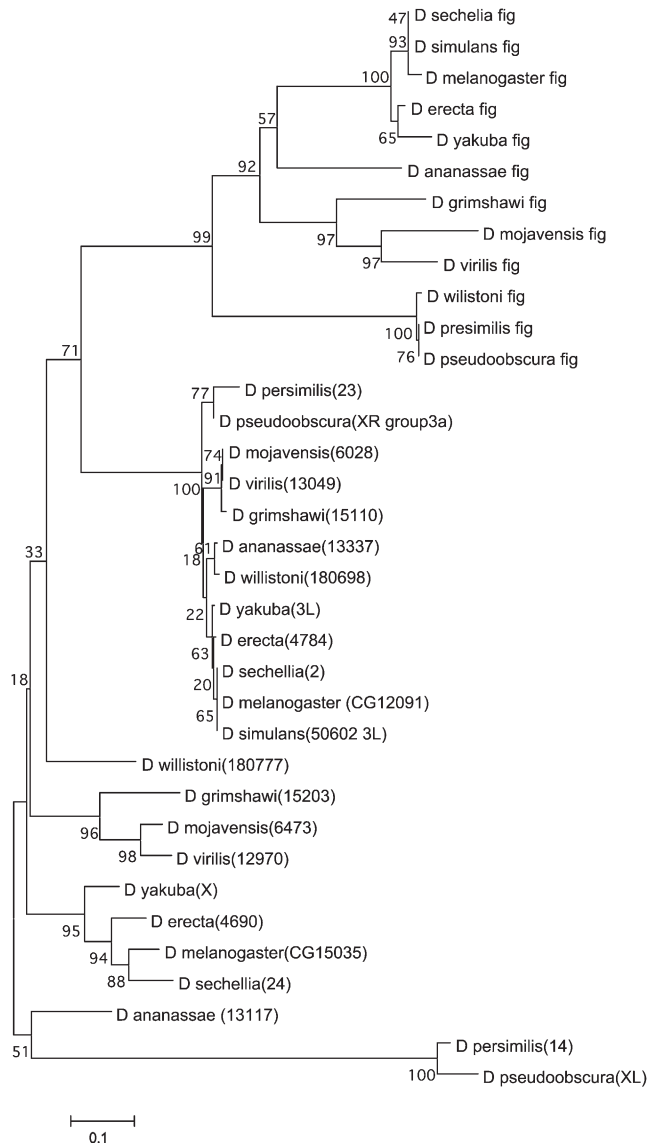 47
D sechelia fig
93
D simulans fig
100
D melanogaster fig
D erecta fig
57
65
D yakuba fig
92
D ananassae fig
D grimshawi fig
99
97
D mojavensis fig
97
D virilis fig
D wilistoni fig
100
D presimilis fig
71
76
D pseudoobscura fig
77
D persimilis(23)
D pseudoobscura(XR group3a)
74
D mojavensis(6028)
91
D virilis(13049)
100
D grimshawi(15110)
33
61
D ananassae(13337)
18
D willistoni(180698)
22
D yakuba(3L)
D erecta(4784)
63
D sechellia(2)
18
20
D melanogaster (CG12091)
65
D simulans(50602 3L)
D willistoni(180777)
D grimshawi(15203)
96
D mojavensis(6473)
98
D virilis(12970)
D yakuba(X)
95
D erecta(4690)
94
D melanogaster(CG15035)
88
D sechellia(24)
D ananassae (13117)
51
D persimilis(14)
100
D pseudoobscura(XL)
0.1